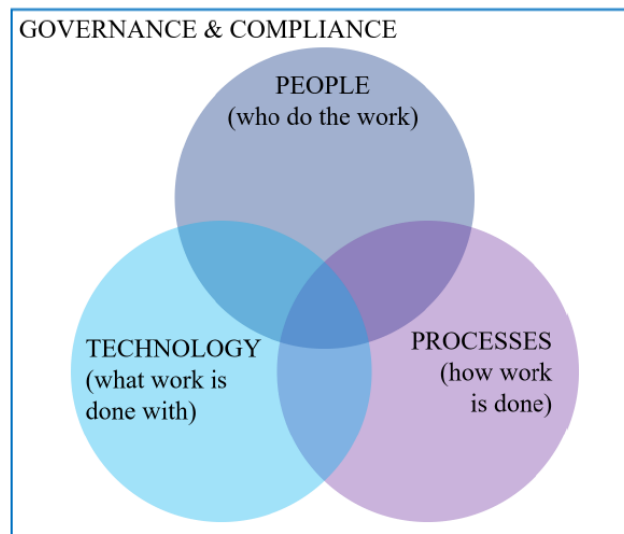 GOVERNANCE & COMPLIANCE
PEOPLE
(who do the work)
TECHNOLOGY
(what work is
done with)
PROCESSES
(how work
is done)